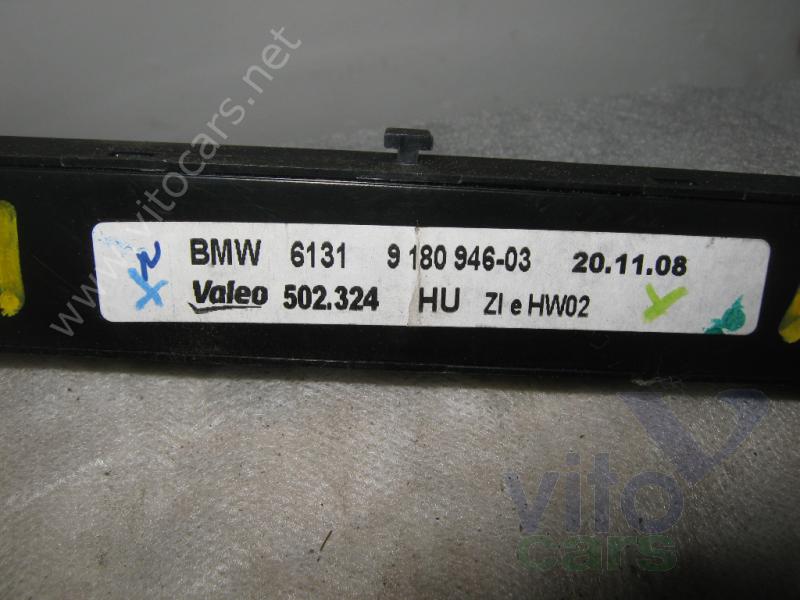 BMW 6131 9 180 946-03 20.11.08
Valeo 502.324 HU ZI e HW02
www.vitocars.net
vito
cars